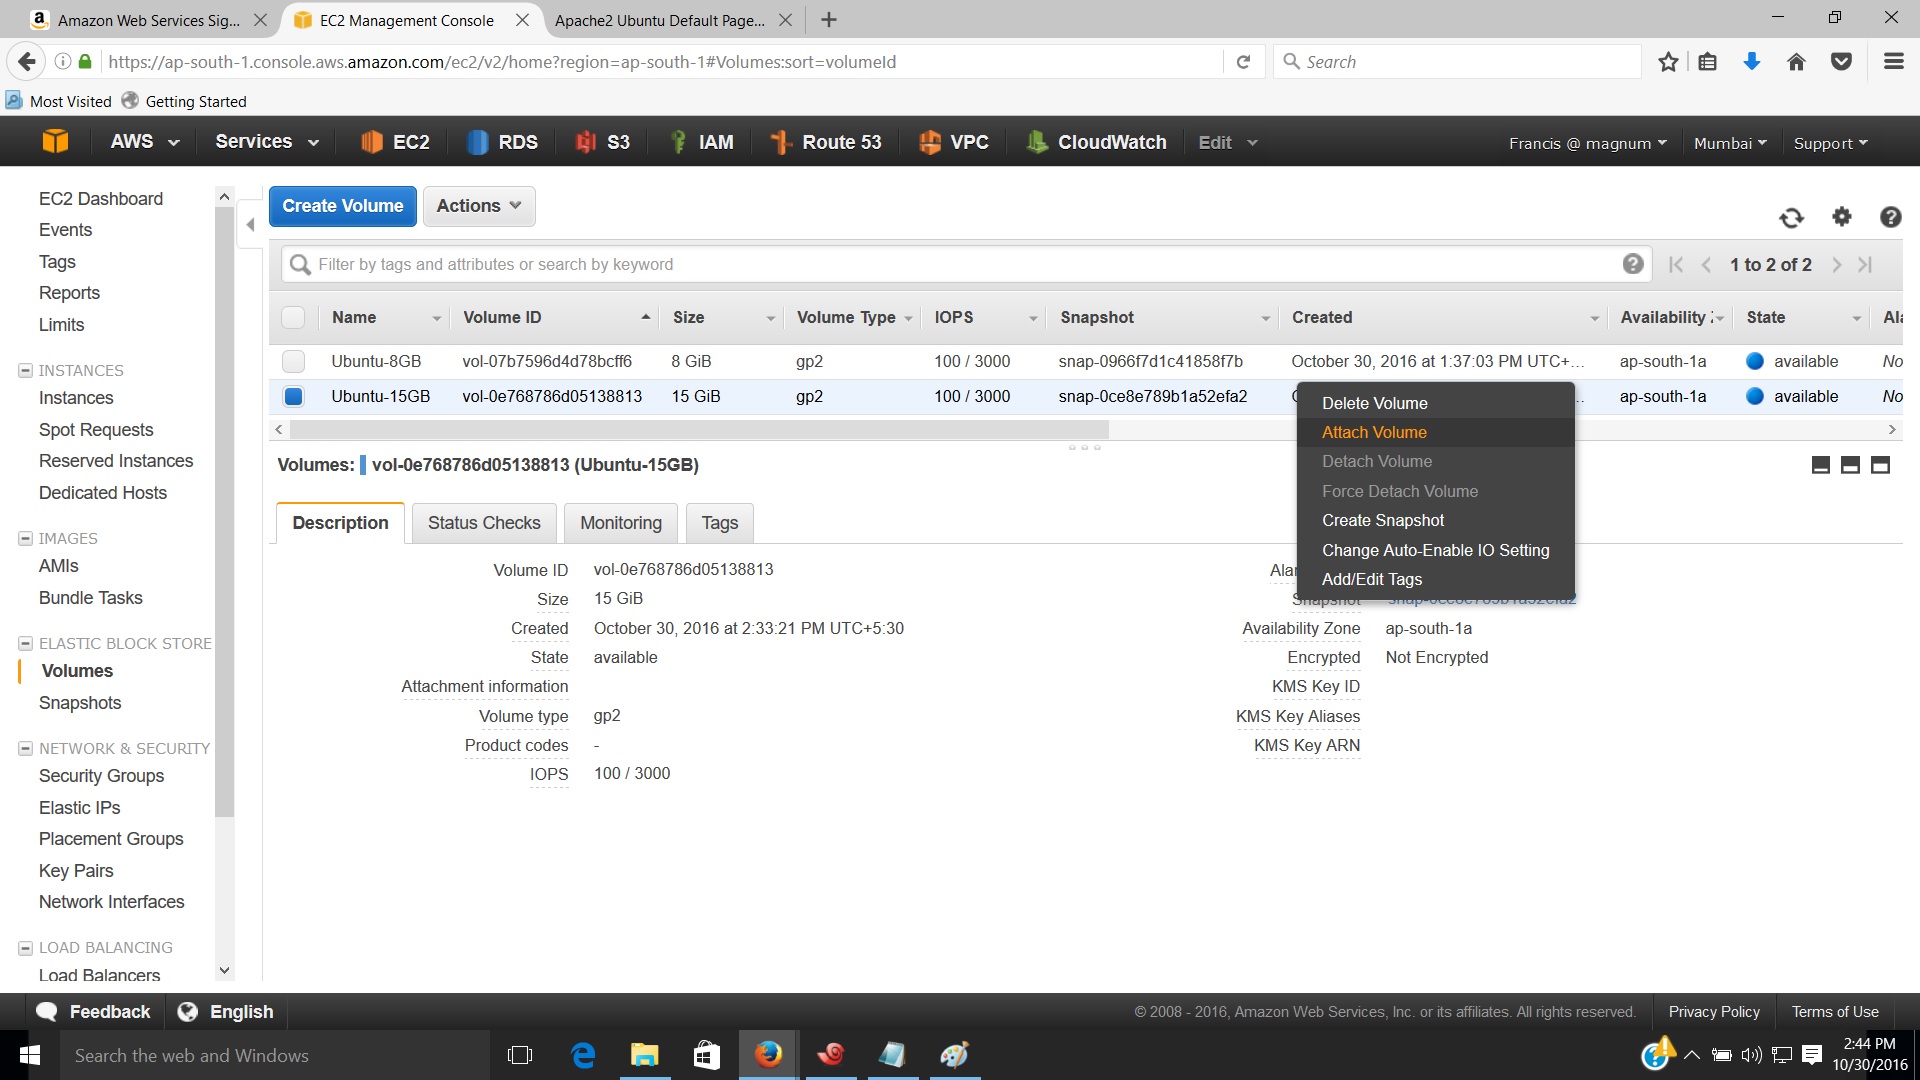 Amazon Web Services Sig...
EC2 Management Console
Apache2 Ubuntu Default Page...
https://ap-south-1.console.aws.amazon.com/ec2/v2/home?region=ap-south-1#Volumes:sort=volumeId
Search
Most Visited
Getting Started
AWS
Services
EC2
RDS
S3
IAM
Route 53
VPC
CloudWatch
Edit
Francis @ magnum
Mumbai
Support
EC2 Dashboard
Events
Tags
Reports
Limits
INSTANCES
Instances
Spot Requests
Reserved Instances
Dedicated Hosts
IMAGES
AMIs
Bundle Tasks
ELASTIC BLOCK STORE
Volumes
Snapshots
NETWORK & SECURITY
Security Groups
Elastic IPs
Placement Groups
Key Pairs
Network Interfaces
LOAD BALANCING
Load Balancers
Create Volume
Actions
Filter by tags and attributes or search by keyword
1 to 2 of 2
Name Volume ID Size Volume Type IOPS Snapshot Created Availability State Ala
Ubuntu-8GB vol-07b7596d4d78bcff6 8 GiB gp2 100 / 3000 snap-0966f7d1c41858f7b October 30, 2016 at 1:37:03 PM UTC+... ap-south-1a available No
Ubuntu-15GB vol-0e768786d05138813 15 GiB gp2 100 / 3000 snap-0ce8e789b1a52efa2 ap-south-1a available No
Delete Volume
Attach Volume
Detach Volume
Force Detach Volume
Create Snapshot
Change Auto-Enable IO Setting
Add/Edit Tags
Volumes: vol-0e768786d05138813 (Ubuntu-15GB)
Description
Status Checks
Monitoring
Tags
Volume ID vol-0e768786d05138813
Size 15 GiB
Created October 30, 2016 at 2:33:21 PM UTC+5:30
State available
Attachment information
Volume type gp2
Product codes -
IOPS 100 / 3000
Alar
Snapshot snap-0ce8e789b1a52efa2
Availability Zone ap-south-1a
Encrypted Not Encrypted
KMS Key ID
KMS Key Aliases
KMS Key ARN
Feedback
English
© 2008 - 2016, Amazon Web Services, Inc. or its affiliates. All rights reserved.
Privacy Policy
Terms of Use
Search the web and Windows
2:44 PM
10/30/2016